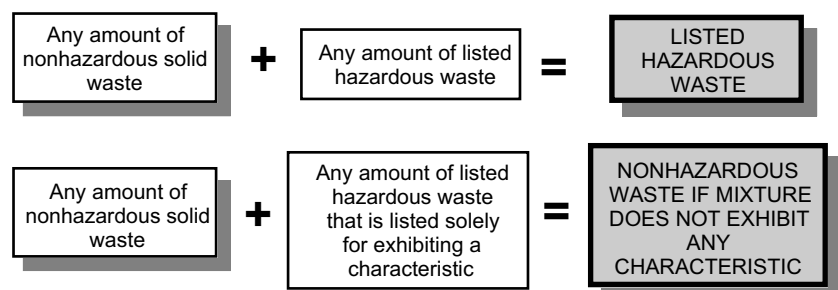 Any amount of
nonhazardous solid
waste
+
Any amount of listed
hazardous waste
=
LISTED
HAZARDOUS
WASTE
Any amount of
nonhazardous solid
waste
+
Any amount of listed
hazardous waste
that is listed solely
for exhibiting a
characteristic
=
NONHAZARDOUS
WASTE IF MIXTURE
DOES NOT EXHIBIT
ANY
CHARACTERISTIC